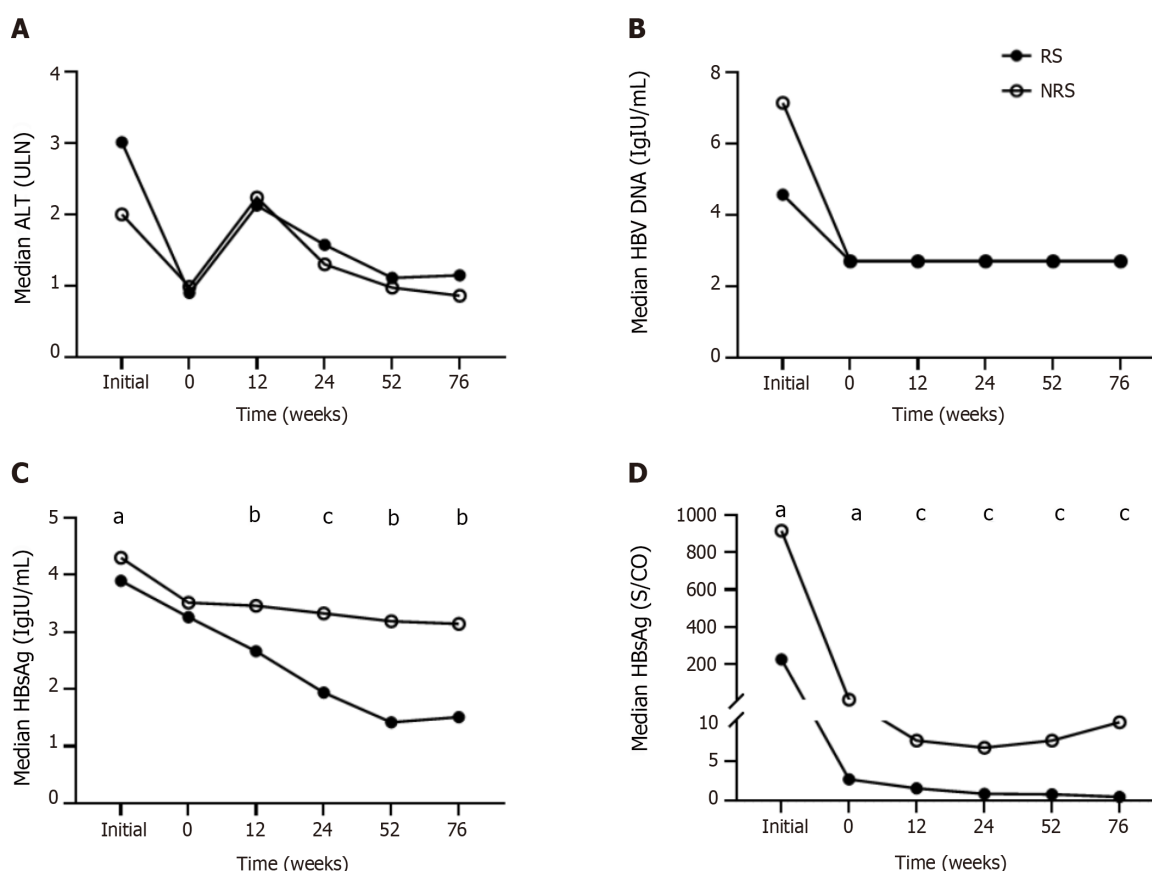 A
Median ALT (ULN)
4
3
2
1
0
Initial 0 12 24 52 76
Time (weeks)
B
RS
NRS
Median HBV DNA (IgIU/mL)
8
6
4
2
0
Initial 0 12 24 52 76
Time (weeks)
C
Median HBsAg (IgIU/mL)
a b c b b
5
4
3
2
1
0
Initial 0 12 24 52 76
Time (weeks)
D
Median HBsAg (S/CO)
a a c c c c
1000
800
600
400
200
10
5
0
Initial 0 12 24 52 76
Time (weeks)